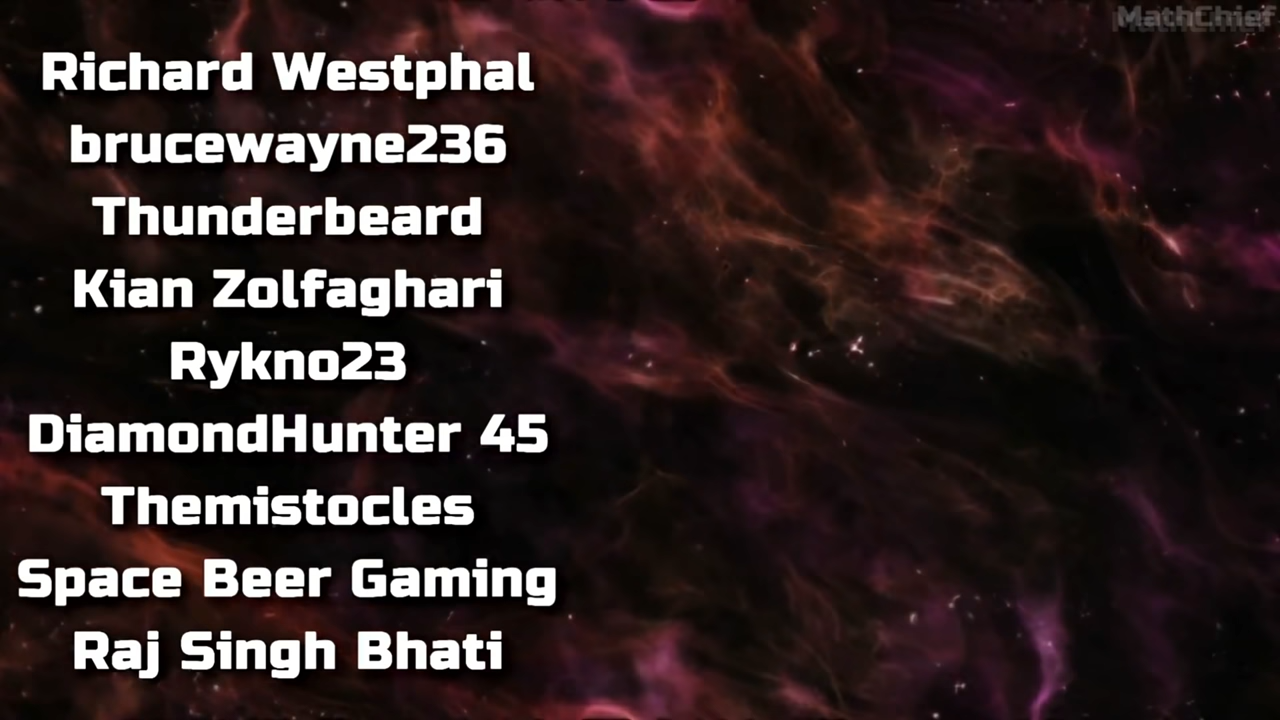 MathChief
Richard Westphal
brucewayne236
Thunderbeard
Kian Zolfaghari
Rykno23
DiamondHunter 45
Themistocles
Space Beer Gaming
Raj Singh Bhati